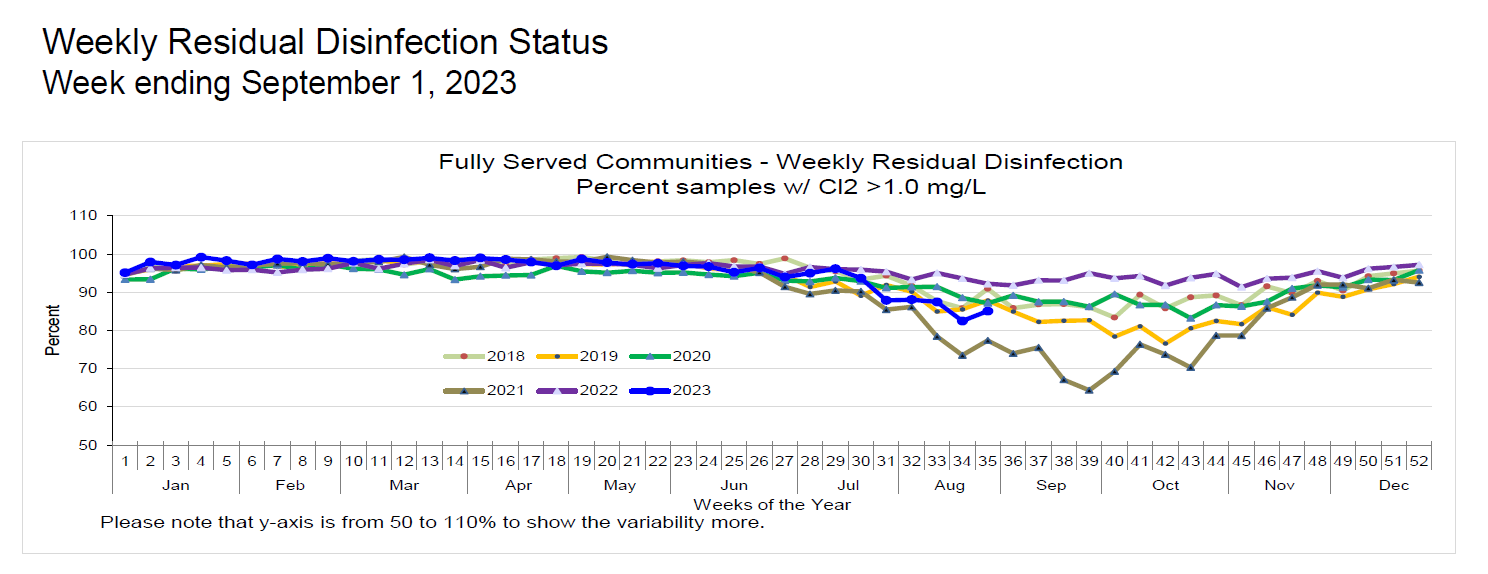 Weekly Residual Disinfection Status
Week ending September 1, 2023
Fully Served Communities - Weekly Residual Disinfection
Percent samples w/ Cl2 >1.0 mg/L
110
100
90
80
70
60
50
Percent
2018 2019 2020
2021 2022 2023
1 2 3 4 5 6 7 8 9 10 11 12 13 14 15 16 17 18 19 20 21 22 23 24 25 26 27 28 29 30 31 32 33 34 35 36 37 38 39 40 41 42 43 44 45 46 47 48 49 50 51 52
Jan Feb Mar Apr May Jun Jul Aug Sep Oct Nov Dec
Weeks of the Year
Please note that y-axis is from 50 to 110% to show the variability more.